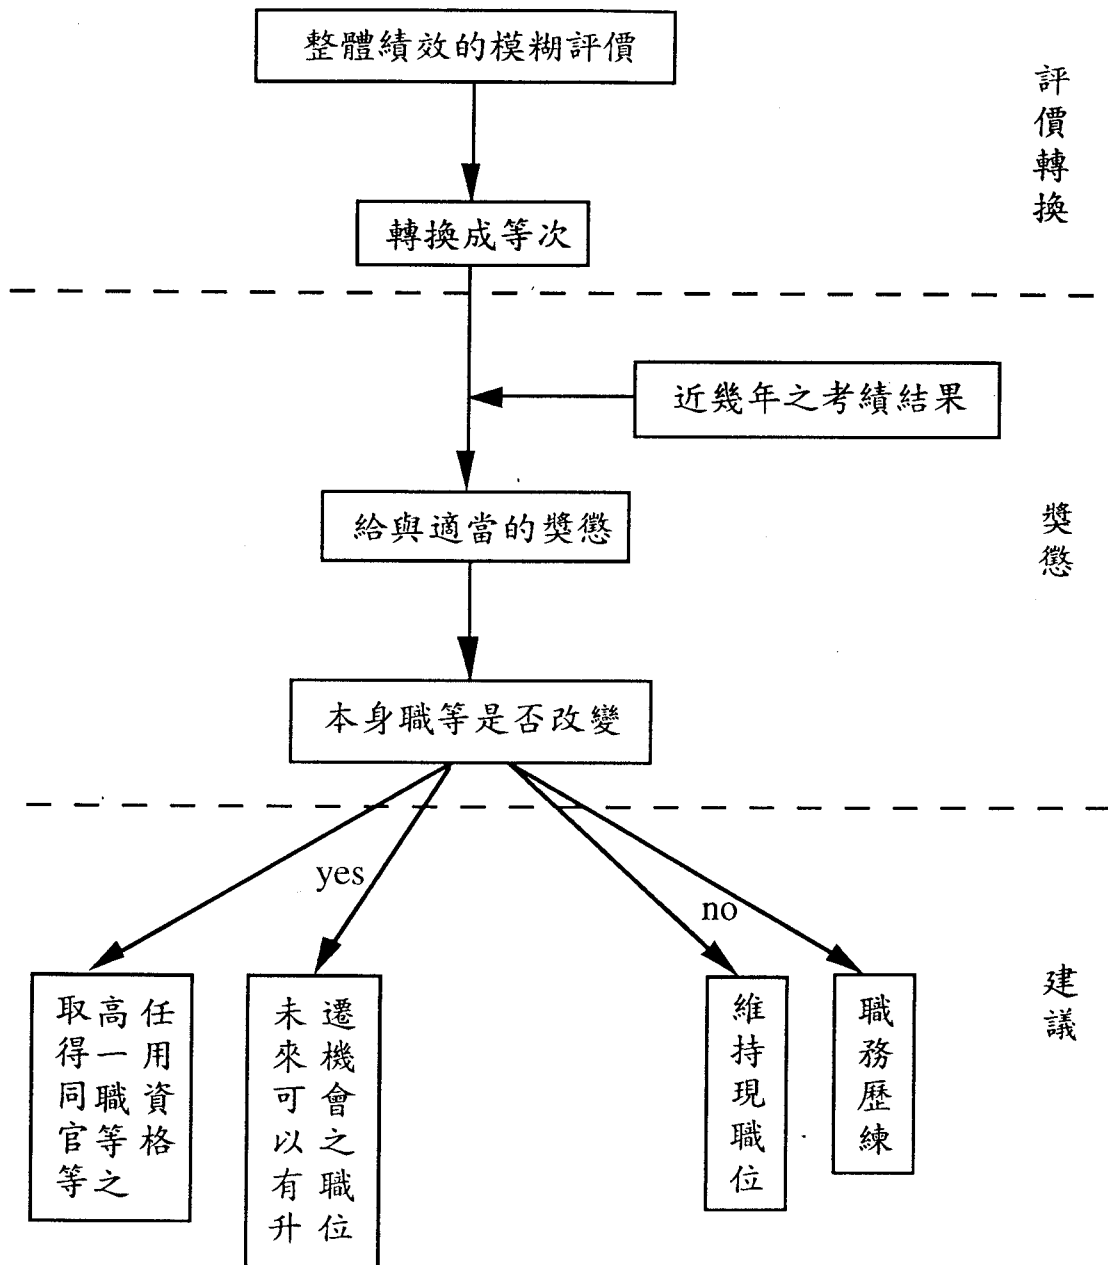 整體績效的模糊評價
評價轉換
轉換成等次
近幾年之考績結果
給與適當的獎懲
獎懲
本身職等是否改變
yes
no
取得同官等
高一職等之
任用資格
未來可以有升
遷機會之職位
維持現職位
職務歷練
建議